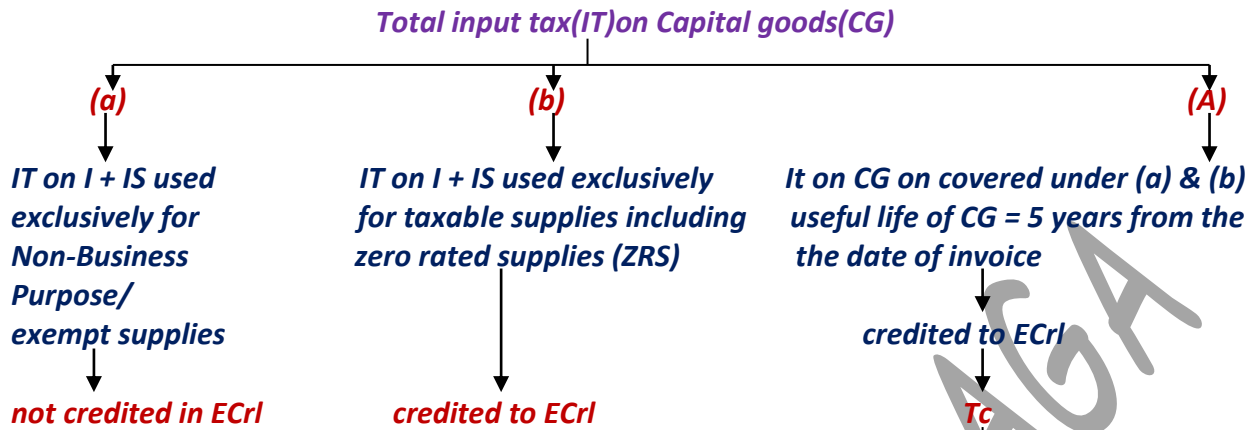 Total input tax(IT)on Capital goods(CG)
(a)
(b)
(A)
IT on I + IS used
exclusively for
Non-Business
Purpose/
exempt supplies
not credited in ECrl
IT on I + IS used exclusively
for taxable supplies including
zero rated supplies (ZRS)
credited to ECrl
It on CG on covered under (a) & (b)
useful life of CG = 5 years from the
the date of invoice
credited to ECrl
Tc
AGA